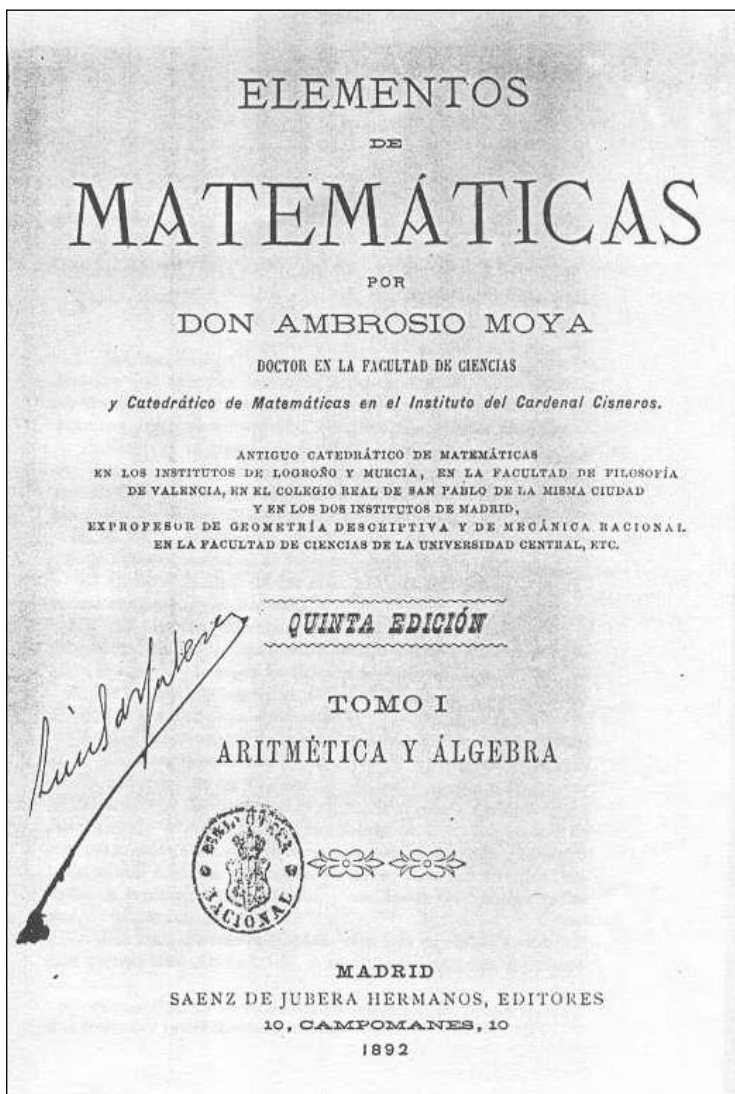 ELEMENTOS
DE
MATEMÁTICAS
POR
DON AMBROSIO MOYA
DOCTOR EN LA FACULTAD DE CIENCIAS
y Catedrático de Matemáticas en el Instituto del Cardenal Cisneros.
ANTIGUO CATEDRÁTICO DE MATEMÁTICAS
EN LOS INSTITUTOS DE LOGROÑO Y MURCIA, EN LA FACULTAD DE FILOSOFÍA
DE VALENCIA, EN EL COLEGIO REAL DE SAN PABLO DE LA MISMA CIUDAD
Y EN LOS DOS INSTITUTOS DE MADRID,
EXPROFESOR DE GEOMETRÍA DESCRIPTIVA Y DE MECÁNICA RACIONAL
EN LA FACULTAD DE CIENCIAS DE LA UNIVERSIDAD CENTRAL, ETC.
QUINTA EDICIÓN
TOMO I
ARITMÉTICA Y ÁLGEBRA
BIBLIOTECA
NACIONAL
MADRID
SAENZ DE JUBERA HERMANOS, EDITORES
10, CAMPOMANES, 10
1892